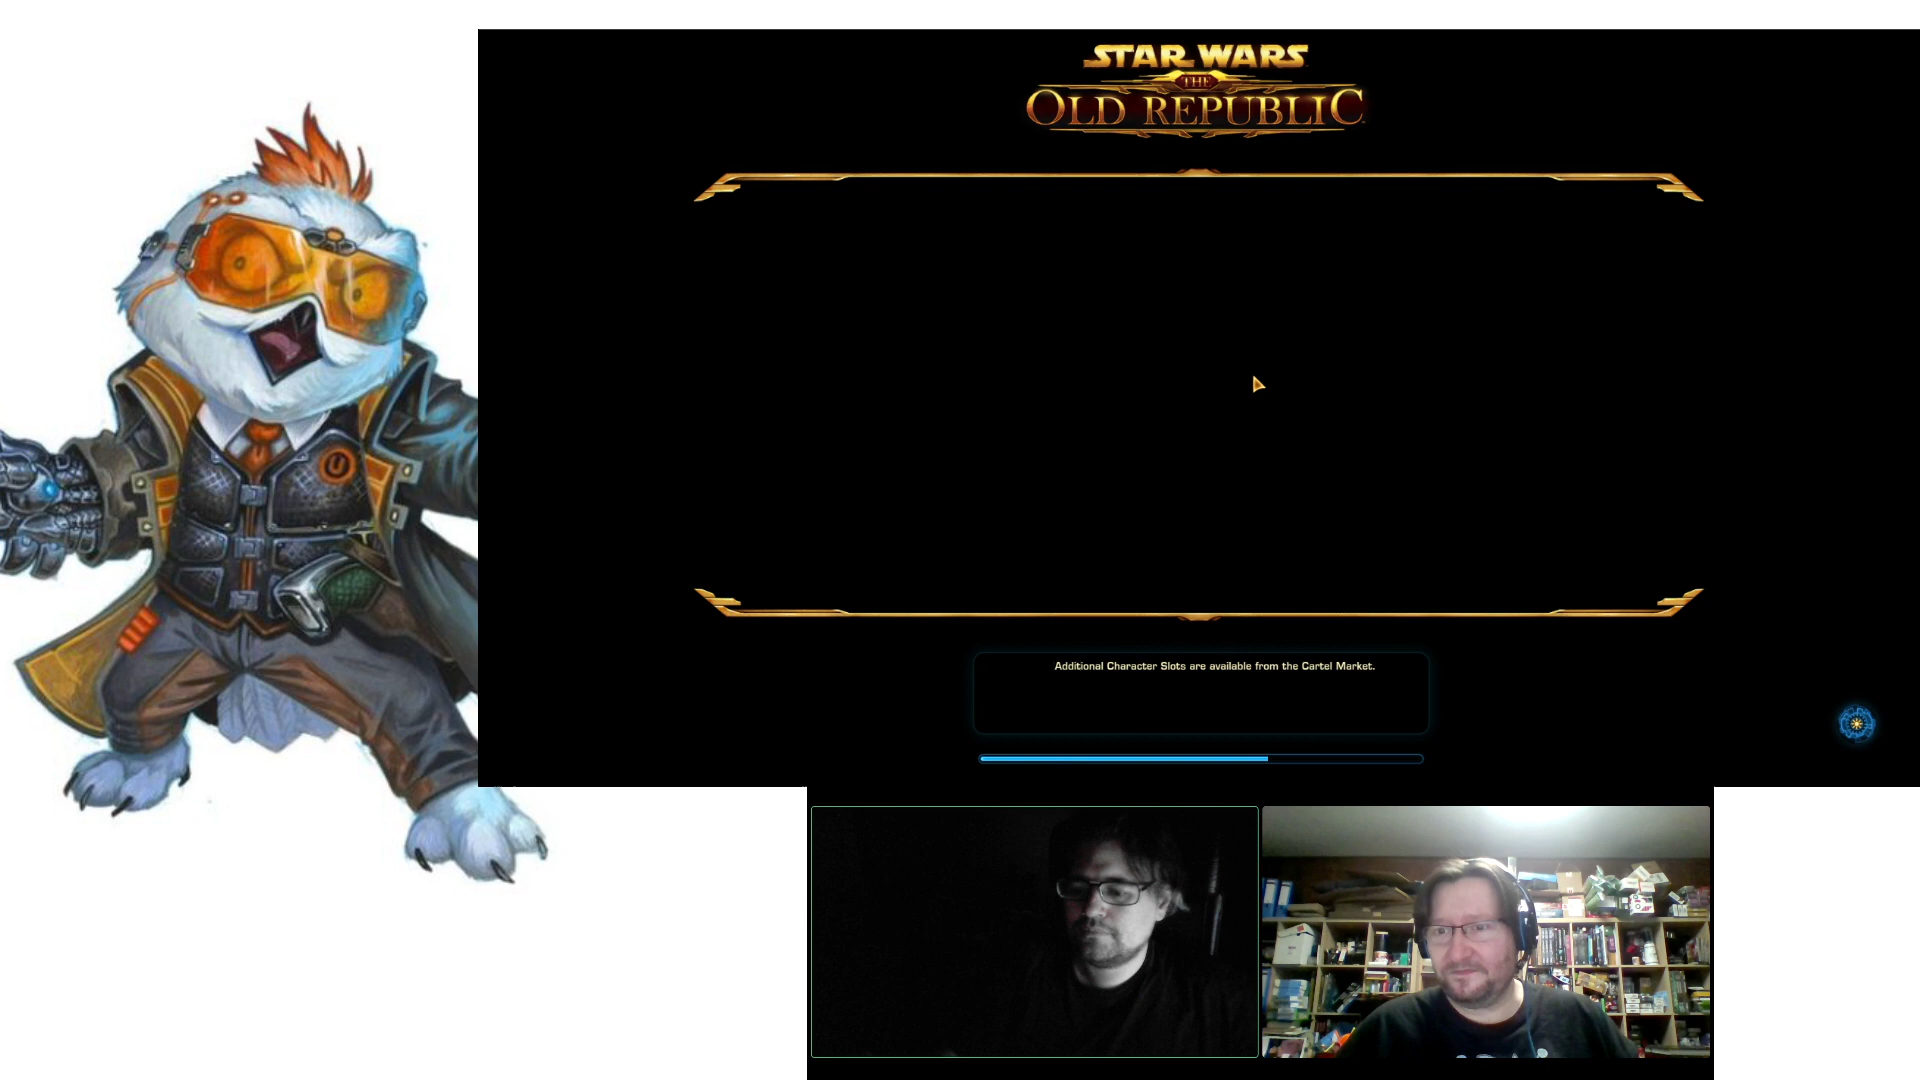 STAR WARS
THE
OLD REPUBLIC
Additional Character Slots are available from the Cartel Market.